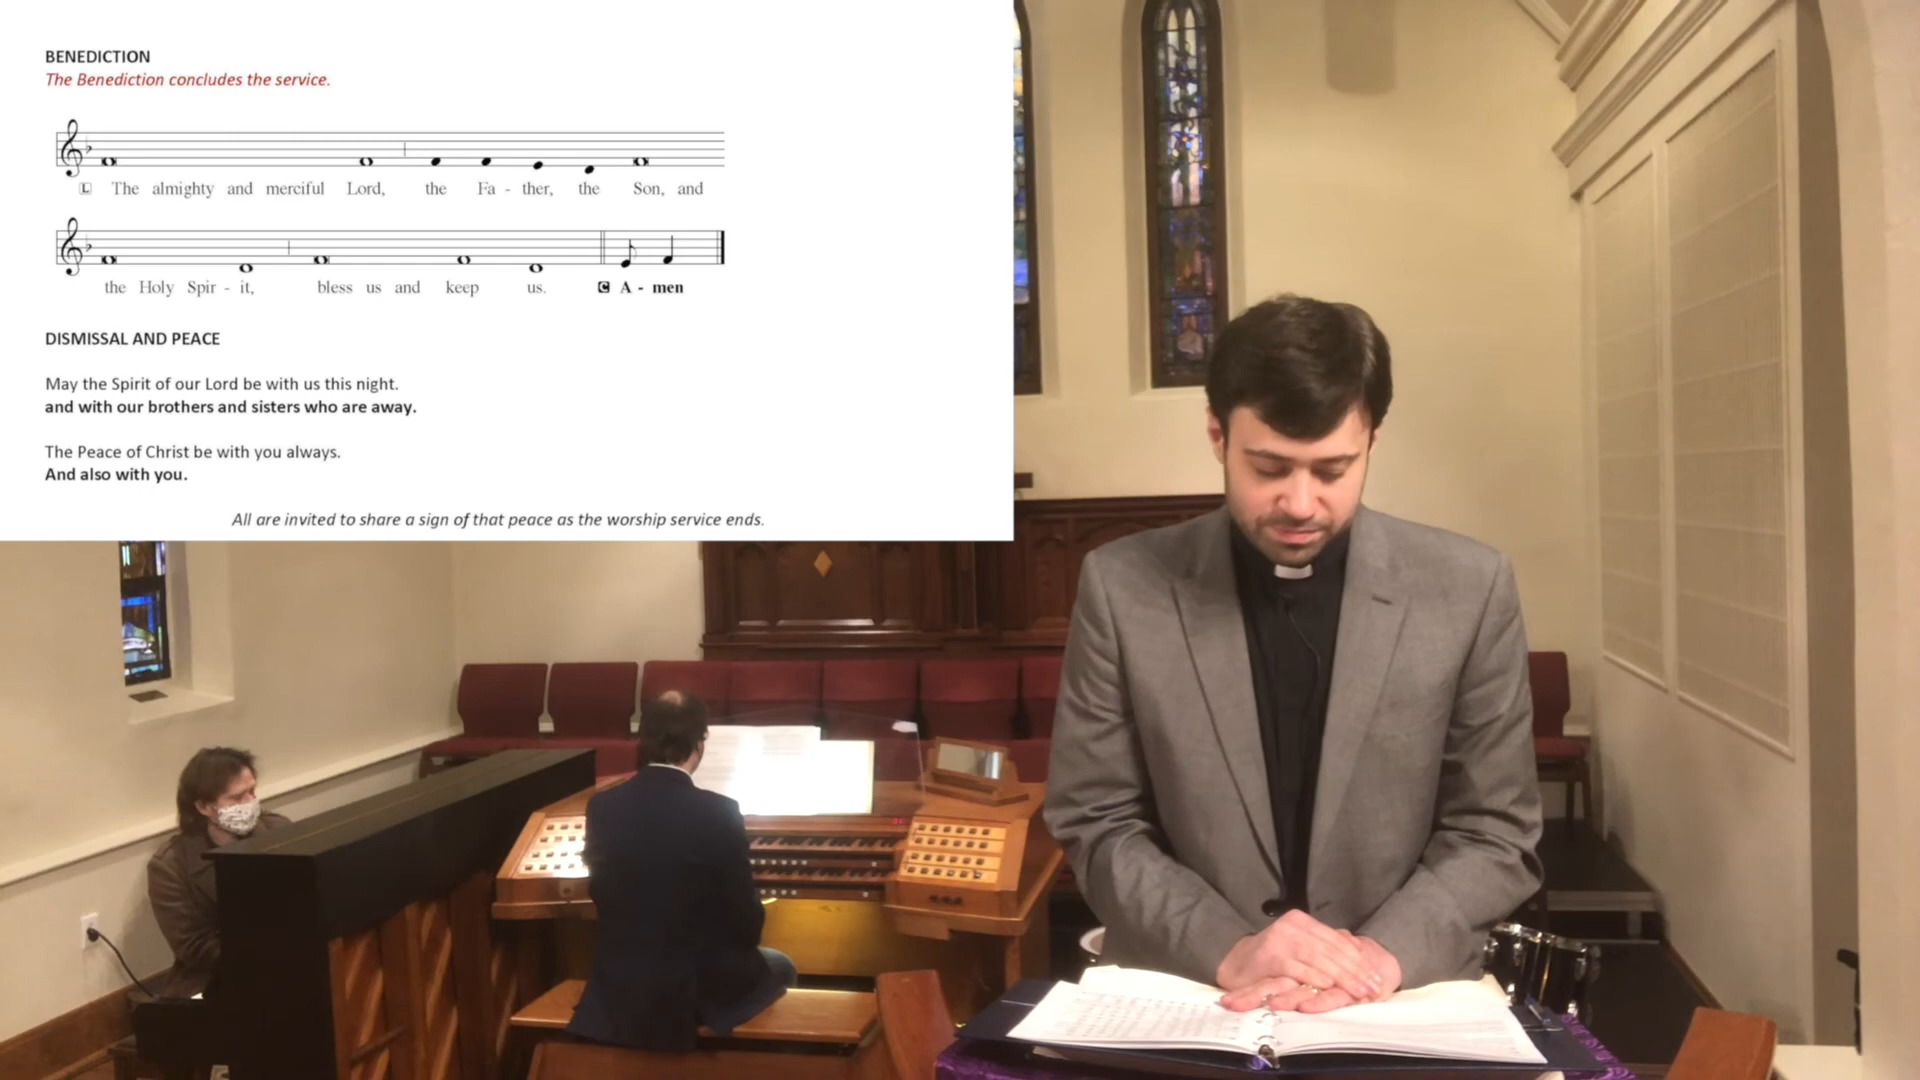 BENEDICTION
The Benediction concludes the service.
L The almighty and merciful Lord, the Fa - ther, the Son, and
the Holy Spir - it, bless us and keep us. C A - men
DISMISSAL AND PEACE
May the Spirit of our Lord be with us this night.
and with our brothers and sisters who are away.
The Peace of Christ be with you always.
And also with you.
All are invited to share a sign of that peace as the worship service ends.